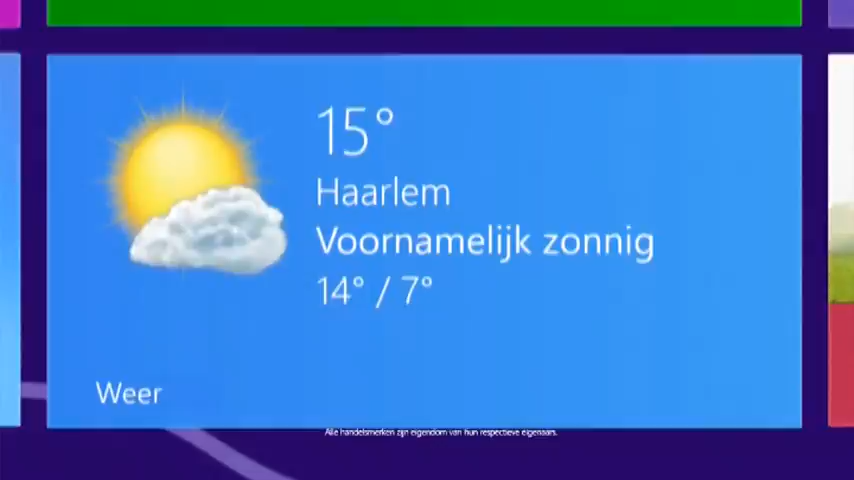 15°
Haarlem
Voornamelijk zonnig
14° / 7°
Weer
Alle handelsmerken zijn eigendom van hun respectieve eigenaars.